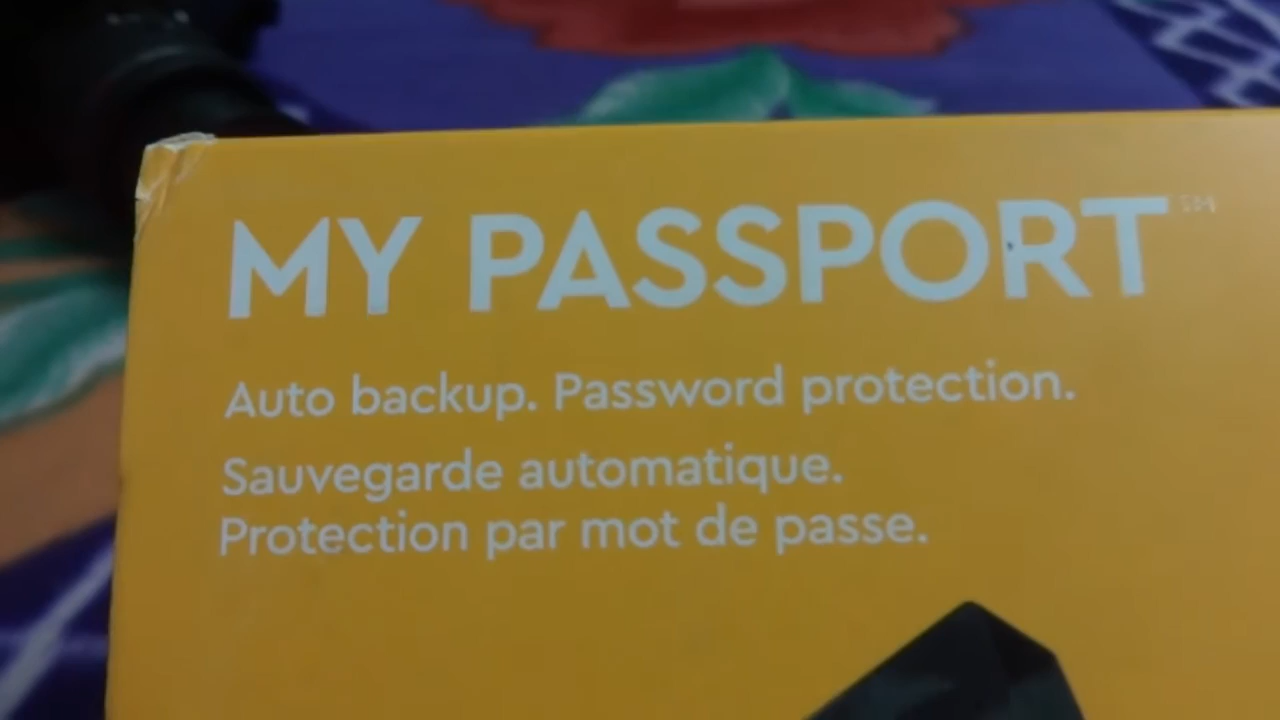 MY PASSPORT™
Auto backup. Password protection.
Sauvegarde automatique.
Protection par mot de passe.